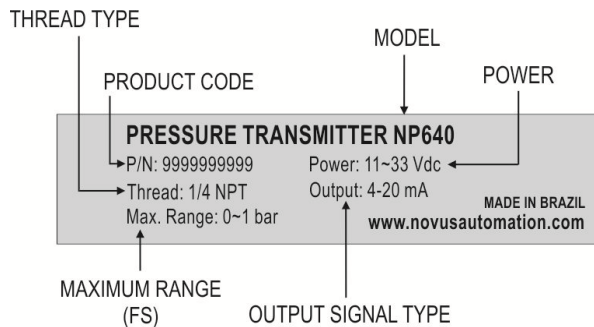 THREAD TYPE
MODEL
PRODUCT CODE
POWER
PRESSURE TRANSMITTER NP640
P/N: 9999999999
Power: 11~33 Vdc
Thread: 1/4 NPT
Output: 4-20 mA
Max. Range: 0~1 bar
MADE IN BRAZIL
www.novusautomation.com
MAXIMUM RANGE
(FS)
OUTPUT SIGNAL TYPE